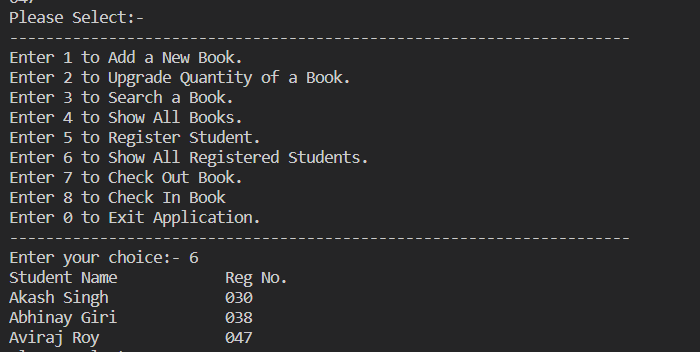 047
Please Select:-
---------------------------------------------------------------------
Enter 1 to Add a New Book.
Enter 2 to Upgrade Quantity of a Book.
Enter 3 to Search a Book.
Enter 4 to Show All Books.
Enter 5 to Register Student.
Enter 6 to Show All Registered Students.
Enter 7 to Check Out Book.
Enter 8 to Check In Book
Enter 0 to Exit Application.
---------------------------------------------------------------------
Enter your choice:- 6
Student Name            Reg No.
Akash Singh             030
Abhinay Giri            038
Aviraj Roy              047